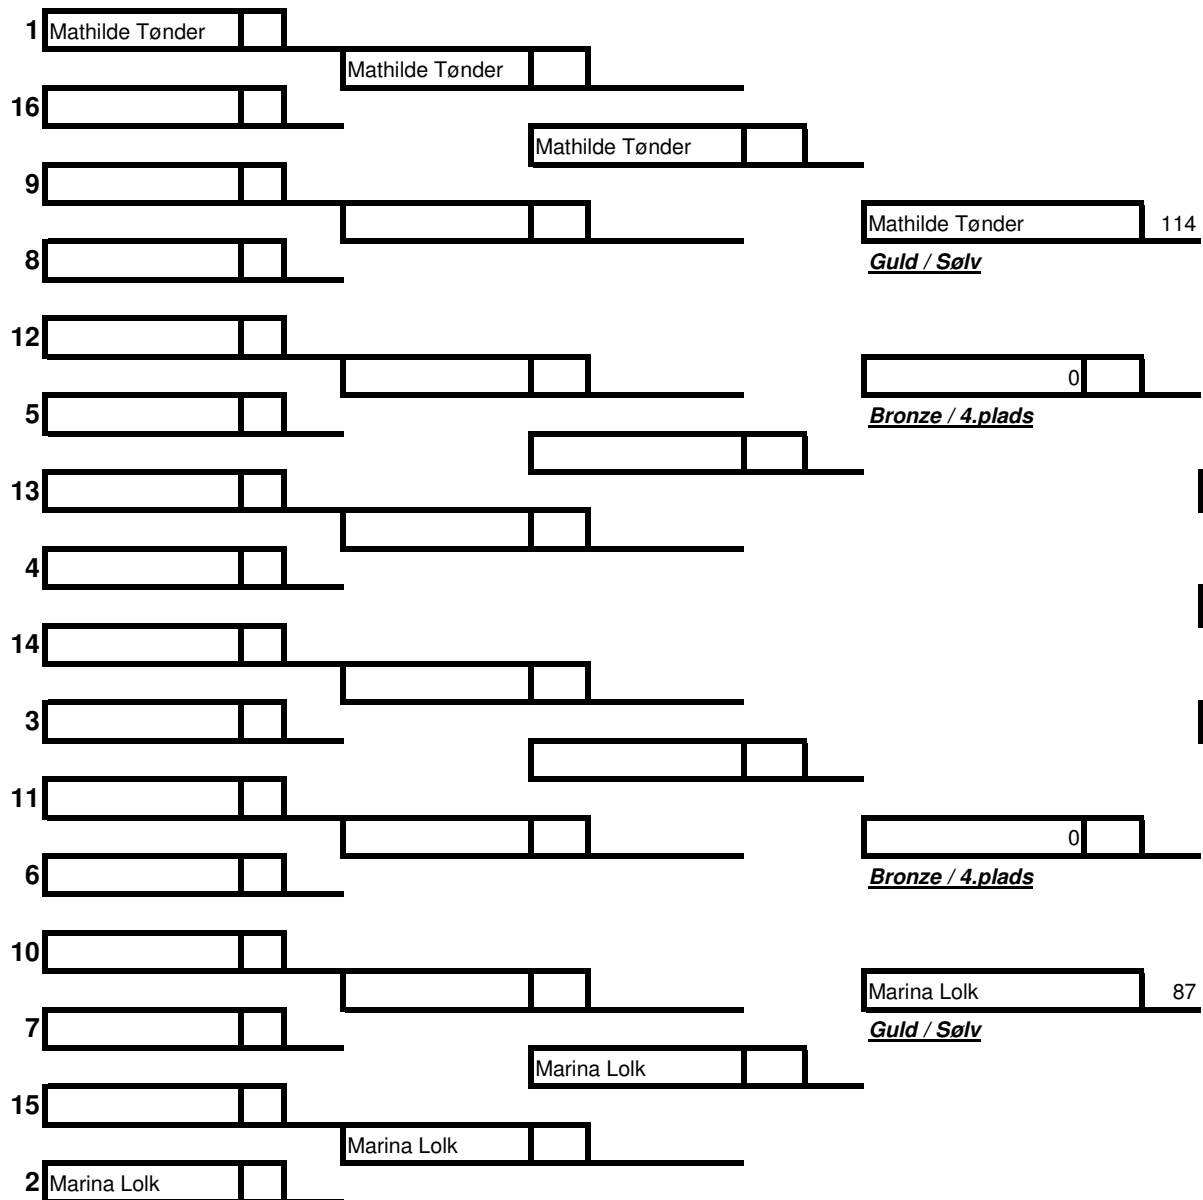 1 Mathilde Tønder
Mathilde Tønder
16
Mathilde Tønder
9
Mathilde Tønder 114
8
Guld / Sølv
12
0
5
Bronze / 4.plads
13
4
14
3
11
0
6
Bronze / 4.plads
10
Marina Lolk 87
7
Guld / Sølv
Marina Lolk
15
Marina Lolk
2 Marina Lolk